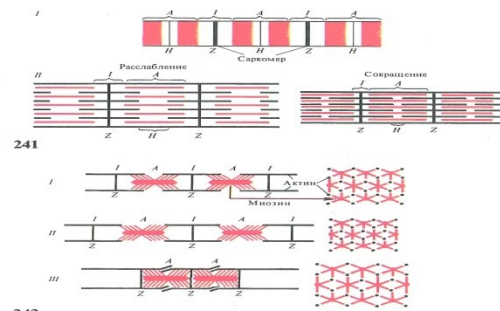 I A I A I A
H Z H Z H
Саркомер
Расслабление
II I A
Z H Z
Сокращение
I A
Z H Z
241
I I A I A I
Z Z Z
Актин
Миозин
II I A I A I
Z Z Z
III A A
Z Z Z